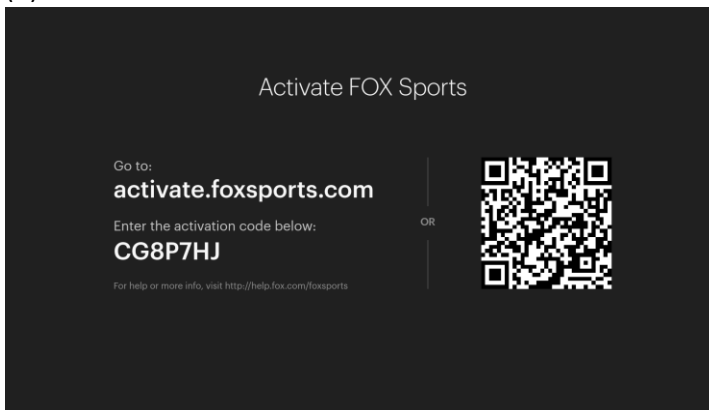 Activate FOX Sports
Go to:
activate.foxsports.com
Enter the activation code below:
CG8P7HJ
OR
For help or more info, visit http://help.fox.com/foxsports